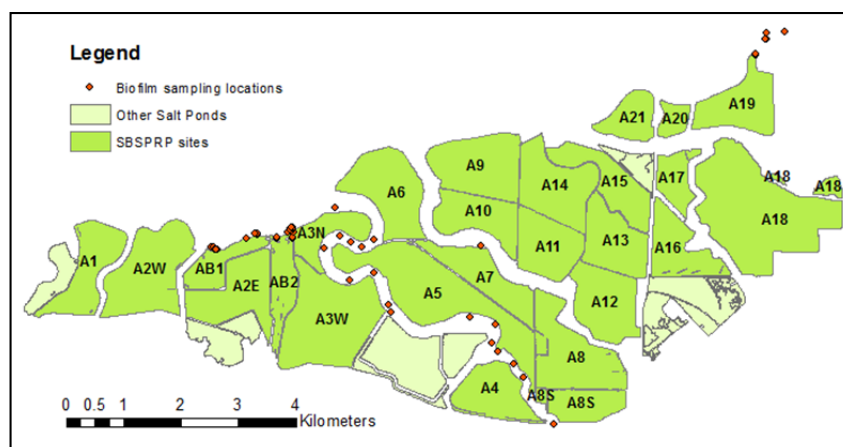 Legend
Biofilm sampling locations
Other Salt Ponds
SBSPRP sites
A19
A21
A20
A9
A6
A14
A15
A17
A18
A18
A10
A18
A3N
A1
A2W
AB1
A11
A13
A16
A7
A2E
AB2
A5
A12
A3W
A8
A4
A8S
A8S
0 0.5 1 2 3 4
Kilometers